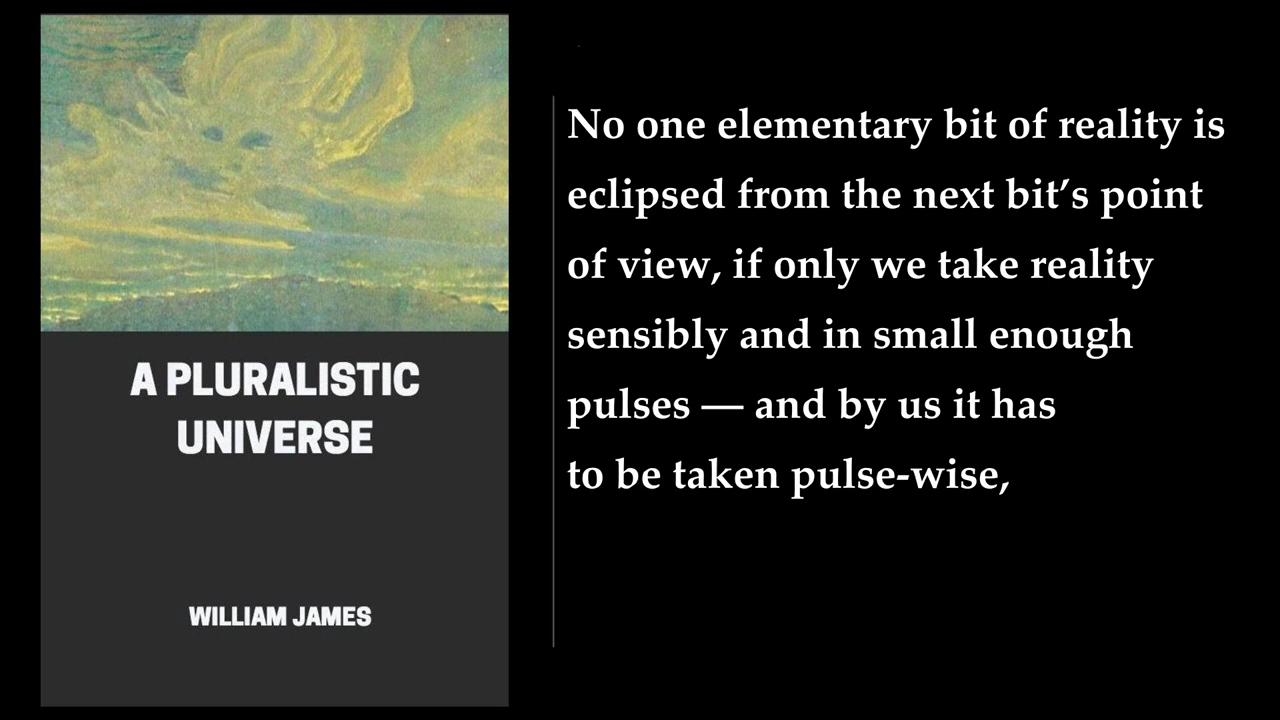 A PLURALISTIC
UNIVERSE
WILLIAM JAMES
No one elementary bit of reality is
eclipsed from the next bit’s point
of view, if only we take reality
sensibly and in small enough
pulses — and by us it has
to be taken pulse-wise,